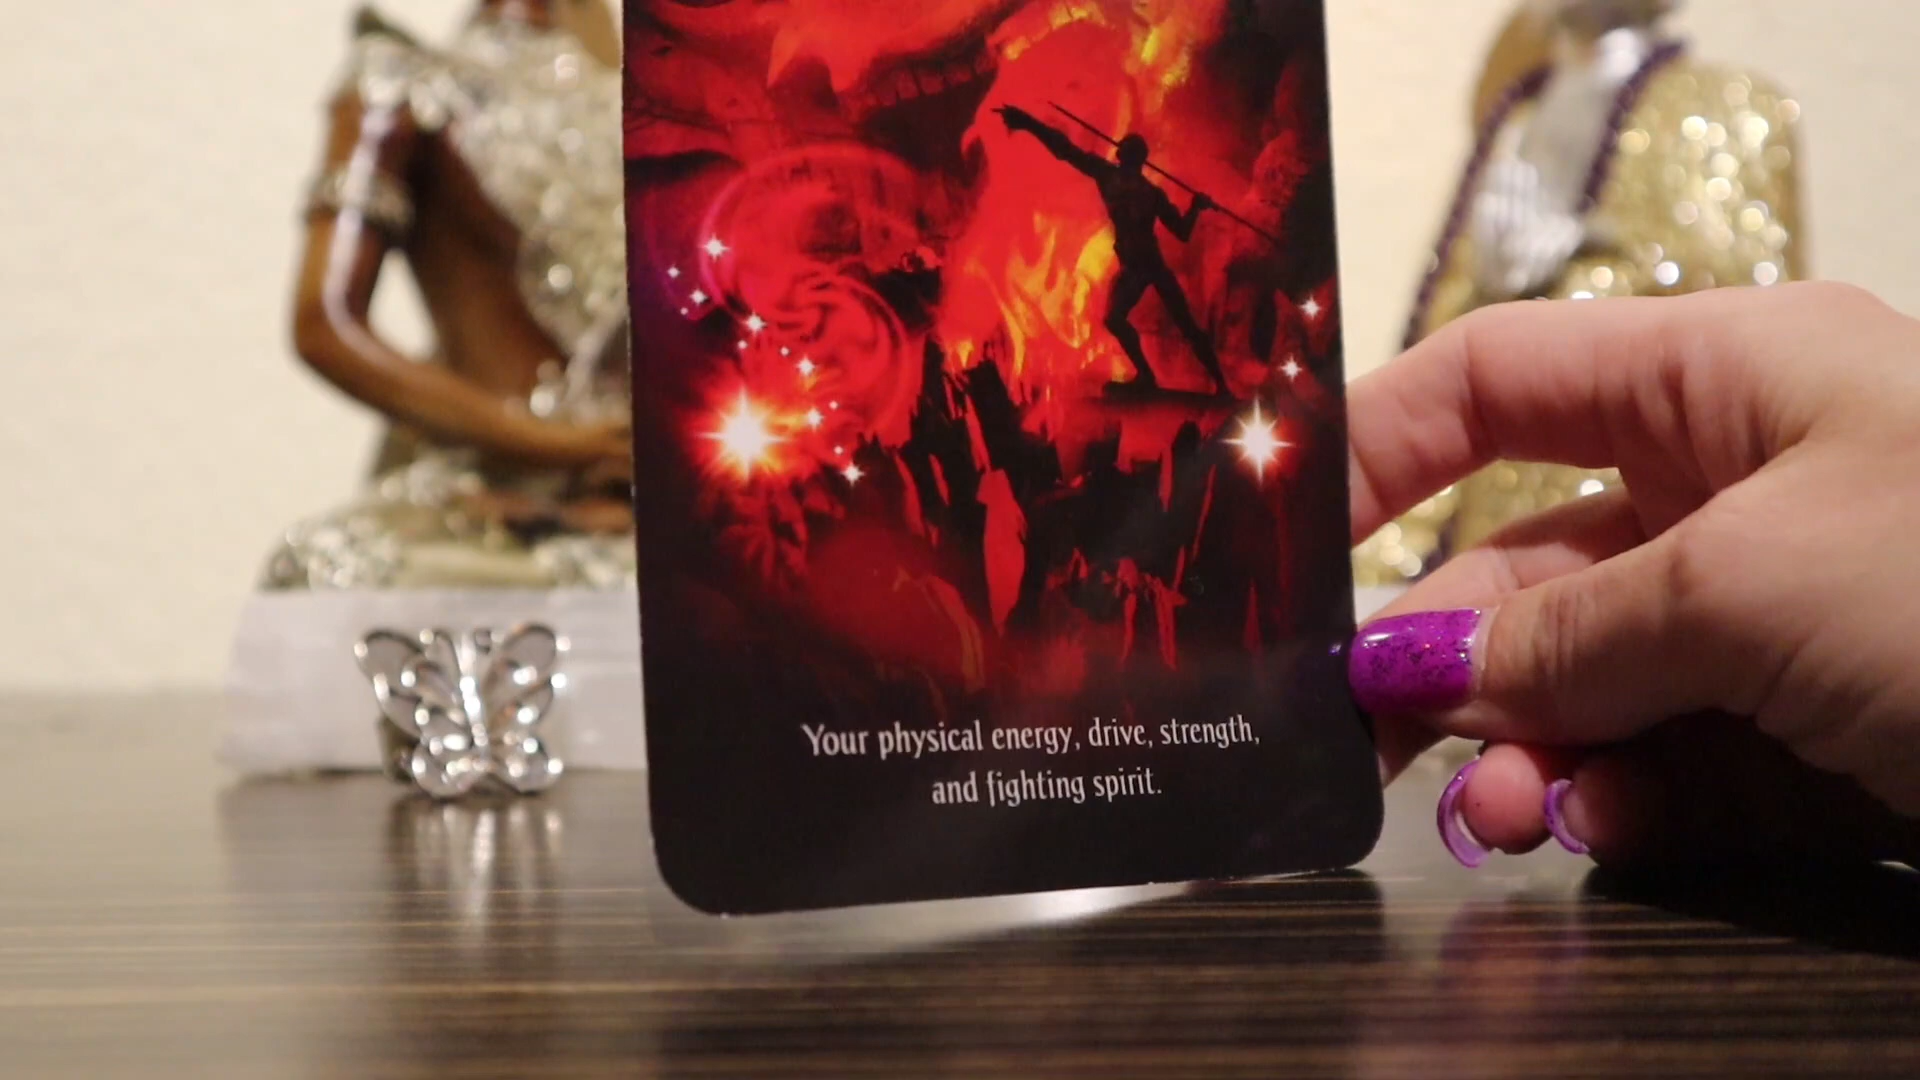 Your physical energy, drive, strength,
and fighting spirit.